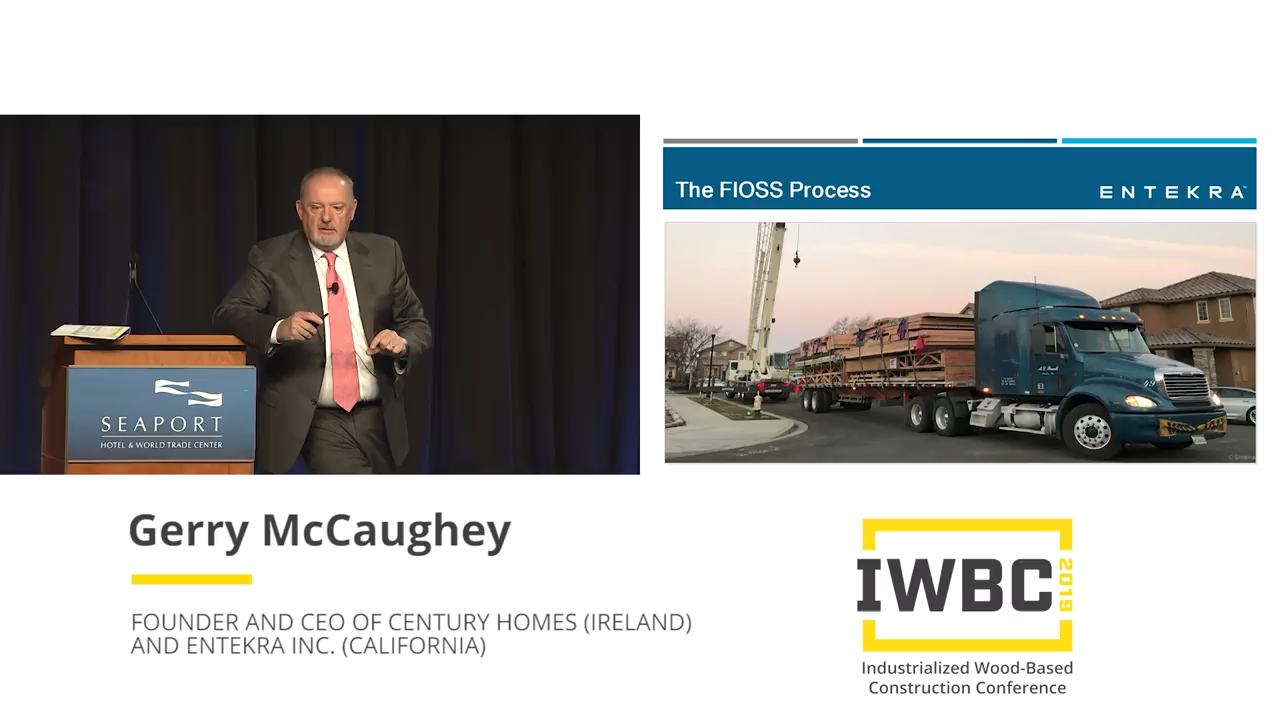 The FIOSS Process
ENTEKRA
SEAPORT
HOTEL & WORLD TRADE CENTER
Gerry McCaughey
FOUNDER AND CEO OF CENTURY HOMES (IRELAND)
AND ENTEKRA INC. (CALIFORNIA)
IWBC
2019
Industrialized Wood-Based
Construction Conference